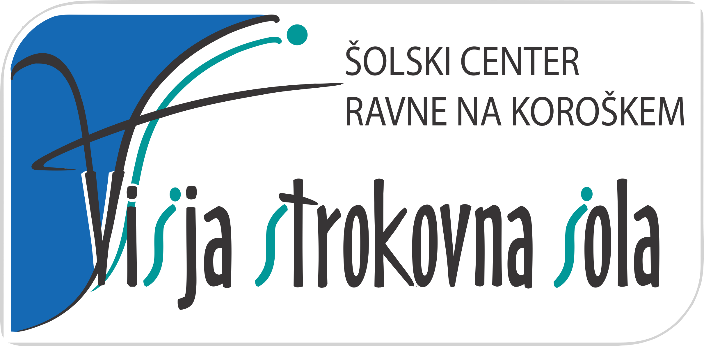 ŠOLSKI CENTER
RAVNE NA KOROŠKEM
Višja strokovna šola